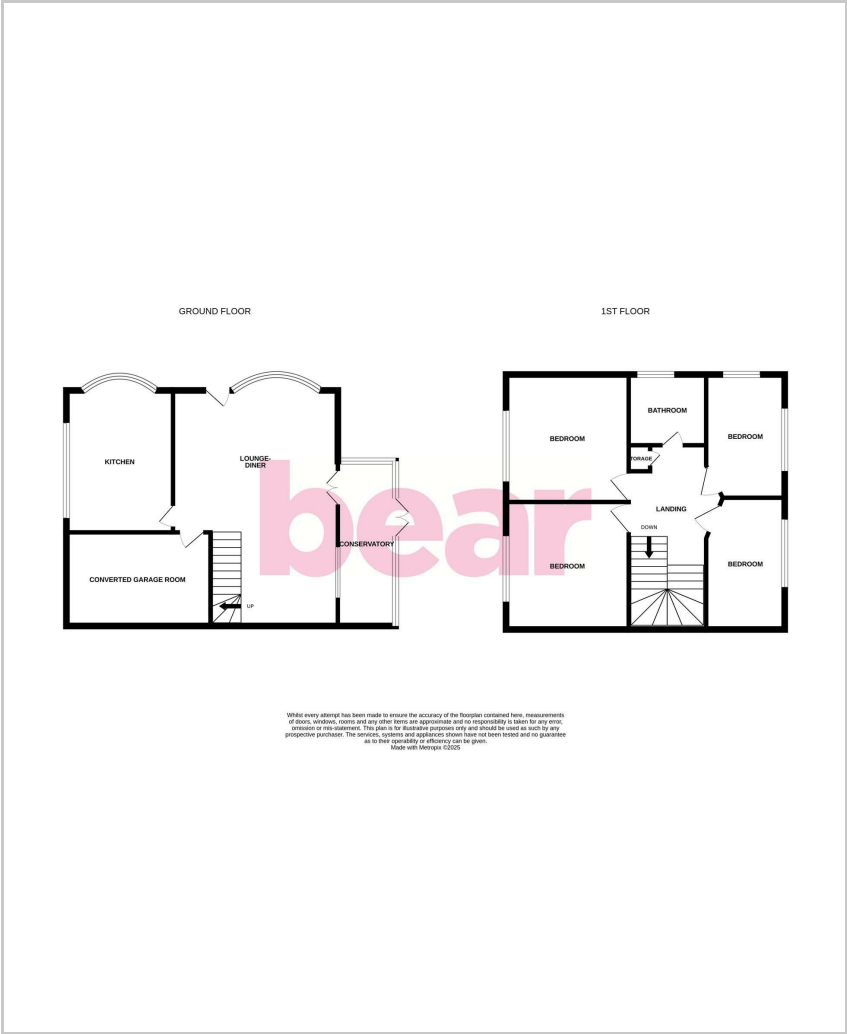 GROUND FLOOR
1ST FLOOR
KITCHEN
LOUNGE-
DINER
CONSERVATORY
CONVERTED GARAGE ROOM
UP
BEDROOM
BATHROOM
BEDROOM
TORAGE
LANDING
DOWN
BEDROOM
BEDROOM
bear
Whilst every attempt has been made to ensure the accuracy of the floorplan contained here, measurements
of doors, windows, rooms and any other items are approximate and no responsibility is taken for any error,
omission or mis-statement. This plan is for illustrative purposes only and should be used as such by any
prospective purchaser. The services, systems and appliances shown have not been tested and no guarantee
as to their operability or efficiency can be given.
Made with Metropix ©2025